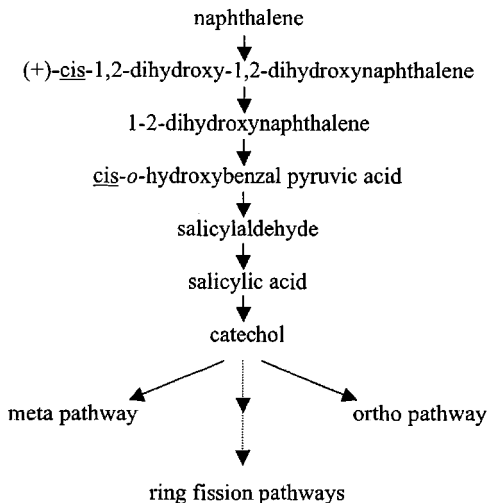 naphthalene
(+)-cis-1,2-dihydroxy-1,2-dihydroxynaphthalene
1-2-dihydroxynaphthalene
cis-o-hydroxybenzal pyruvic acid
salicylaldehyde
salicylic acid
catechol
meta pathway
ortho pathway
ring fission pathways